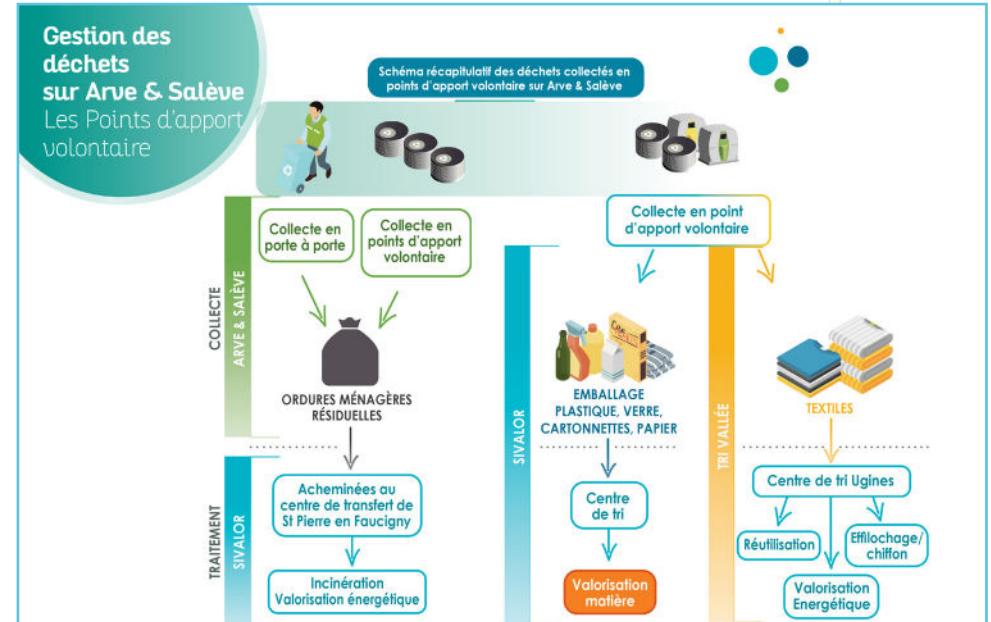 Gestion des
déchets
sur Arve & Salève
Les Points d'apport
volontaire
Schéma récapitulatif des déchets collectés en
points d'apport volontaire sur Arve & Salève
COLLECTE
ARVE & SALÈVE
Collecte en
porte à porte
Collecte en
points d'apport
volontaire
ORDURES MÉNAGÈRES
RÉSIDUELLES
TRAITEMENT
SIVALOR
Acheminées au
centre de transfert de
St Pierre en Faucigny
Incinération
Valorisation énergétique
Collecte en point
d'apport volontaire
SIVALOR
EMBALLAGE
PLASTIQUE, VERRE,
CARTONNETTES, PAPIER
Centre
de tri
Valorisation
matière
TRI VALLÉE
TEXTILES
Centre de tri Ugines
Réutilisation
Effilochage/
chiffon
Valorisation
Energétique